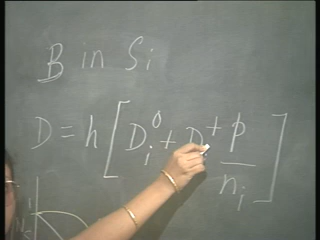 B in Si
D = h [ D_i^0 + D^+ p/n_i ]
N